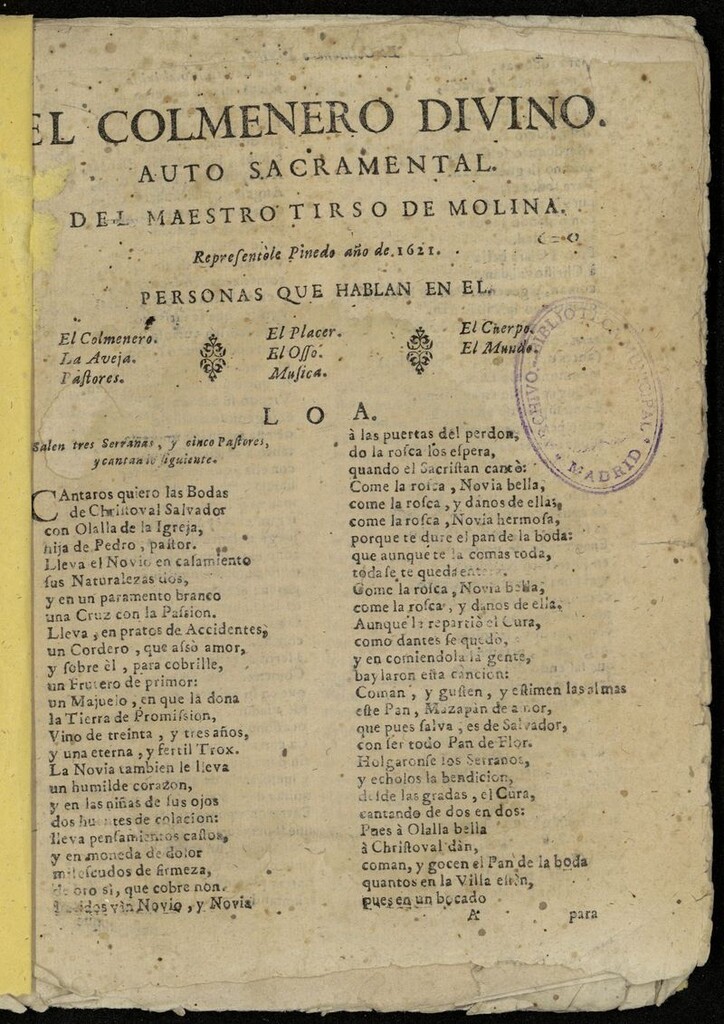 EL COLMENERO DIVINO.
AUTO SACRAMENTAL.
DEL MAESTRO TIRSO DE MOLINA.
Repreſentòle Pinedo año de 1621.
PERSONAS QUE HABLAN EN EL.
El Colmenero.
La Aveja.
Paſtores.
El Placer.
El Oſſo.
Muſica.
El Cuerpo.
El Mundo.
LOA.
Salen tres Serranas, y cinco Paſtores,
y cantan lo ſiguiente.
CAntaros quiero las Bodas
de Chriſtoval Salvador
con Olalla de la Igleja,
hija de Pedro, paſtor.
Lleva el Novio en caſamiento
ſus Naturalezas dos,
y en un paramento branco
una Cruz con la Paſsion.
Lleva, en pratos de Accidentes,
un Cordero, que aſsò amor,
y ſobre èl, para cobrille,
un Frutero de primor:
un Majuelo, en que la dona
la Tierra de Promiſsion,
Vino de treinta, y tres años,
y una eterna, y fertil Trox.
La Novia tambien le lleva
un humilde corazon,
y en las niñas de ſus ojos
dos de colacion:
lleva penſamientos caſtos,
y en moneda de dolor
mil eſcudos de firmeza,
de oro sì, que cobre non.
Novio, y Novia
à las puertas del perdon,
do la roſca los eſpera,
quando el Sacriſtan cantò:
Come la roſca, Novia bella,
come la roſca, y dànos de ella;
come la roſca, Novia hermoſa,
porque te dure el pan de la boda:
que aunque te la comas toda,
toda ſe te queda
Come la roſca, Novia bella,
come la roſca, y dànos de ella.
Aunque la repartiò el Cura,
como dantes ſe quedò,
y en comiendola la gente,
baylaron eſta cancion:
Coman, y guſten, y eſtimen las almas
eſte Pan, Mazapan de amor,
que pues ſalva, es de Salvador,
con ſer todo Pan de Flor.
Holgaronſe los Serranos,
y echòlos la bendicion,
deſde las gradas, el Cura,
cantando de dos en dos:
Pues à Olalla bella
à Chriſtoval dàn,
coman, y gocen el Pan de la boda
quantos en la Villa eſtàn,
pues en un bocado
A para
ARCHIVO BIBLIOTECA MADRID